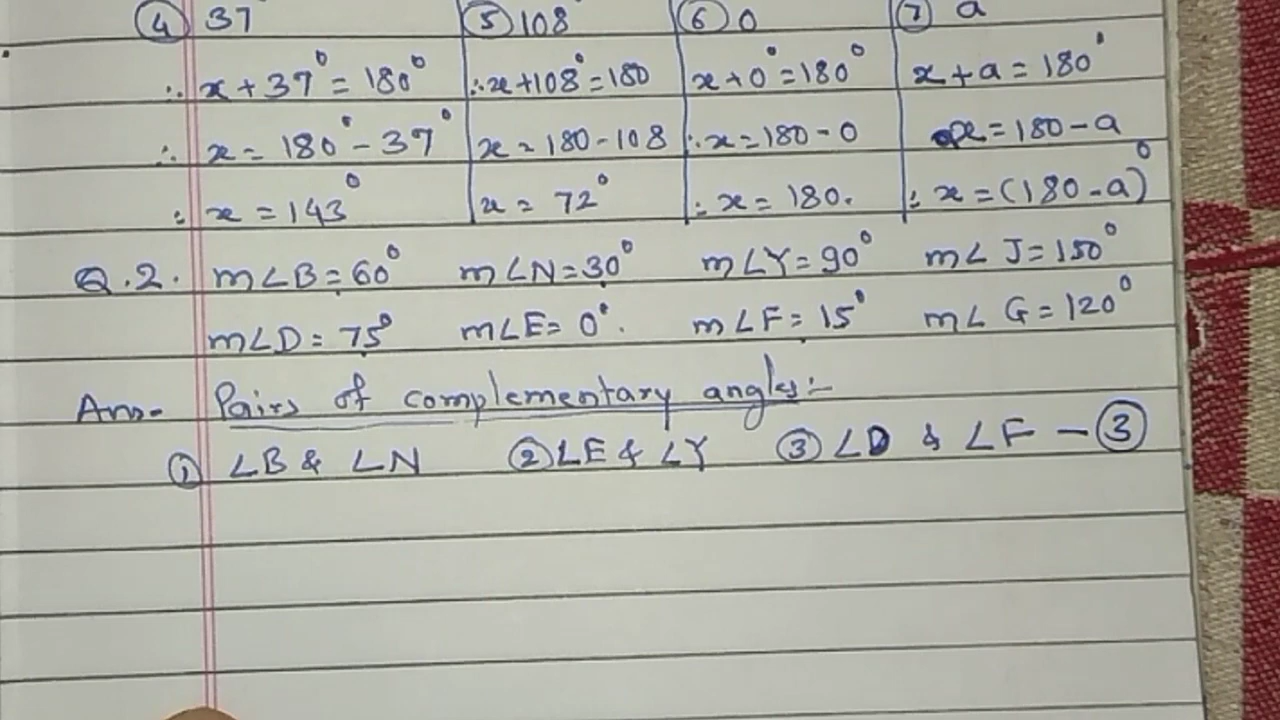 ④ 37° ⑤ 108° ⑥ 0 ⑦ a
∴ x + 37° = 180° ∴ x + 108° = 180 x + 0° = 180° x + a = 180°
∴ x = 180° - 37° x = 180 - 108 ∴ x = 180 - 0 x = 180 - a
∴ x = 143° x = 72° ∴ x = 180. ∴ x = (180 - a)°
Q.2. m∠B = 60° m∠N = 30° m∠Y = 90° m∠J = 150°
m∠D = 75° m∠E = 0°. m∠F = 15° m∠G = 120°
Ans- Pairs of complementary angles:-
① ∠B & ∠N ② ∠E & ∠Y ③ ∠D & ∠F - ③